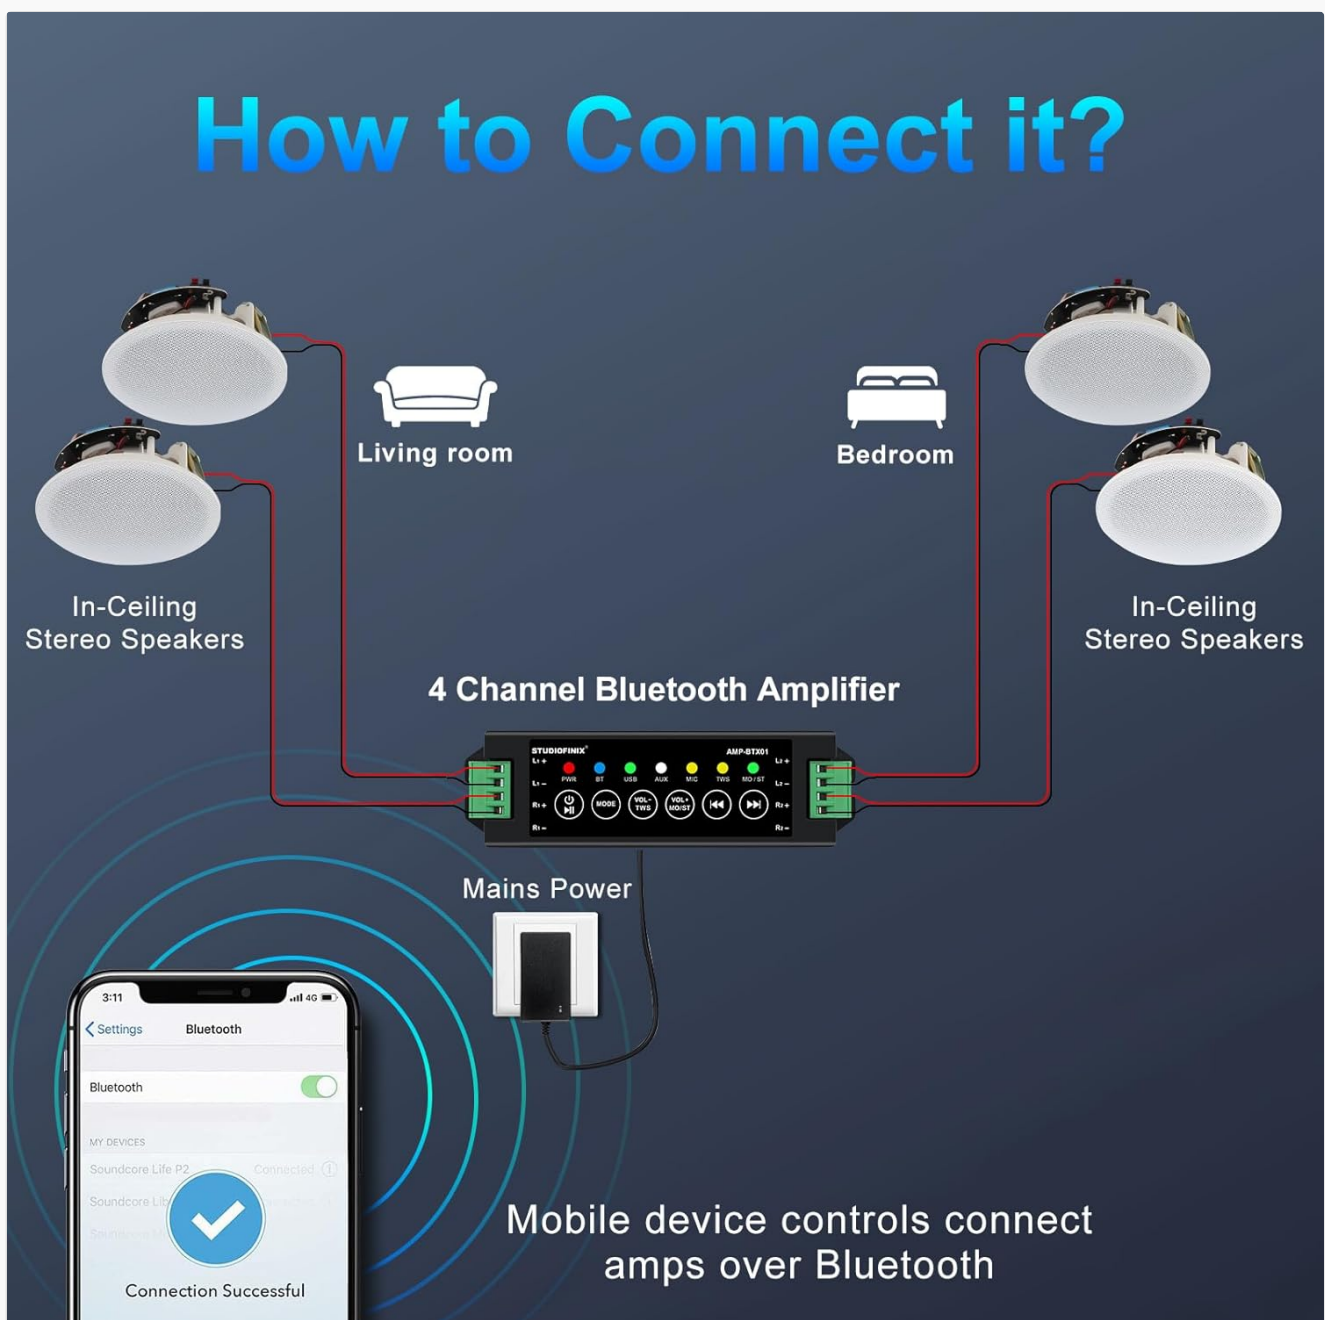 How to Connect it?
Living room
Bedroom
In-Ceiling
Stereo Speakers
In-Ceiling
Stereo Speakers
4 Channel Bluetooth Amplifier
STUDIOFINIX®
AMP-BTX01
L1 +
L1 −
R1 +
R1 −
PWR BT USB AUX MIC TWS MO/ST
MODE
VOL−
TWS
VOL+
MO/ST
L2 +
L2 −
R2 +
R2 −
Mains Power
3:11
4G
Settings
Bluetooth
Bluetooth
MY DEVICES
Soundcore Life P2 Connected
Soundcore Lib
Connection Successful
Mobile device controls connect
amps over Bluetooth